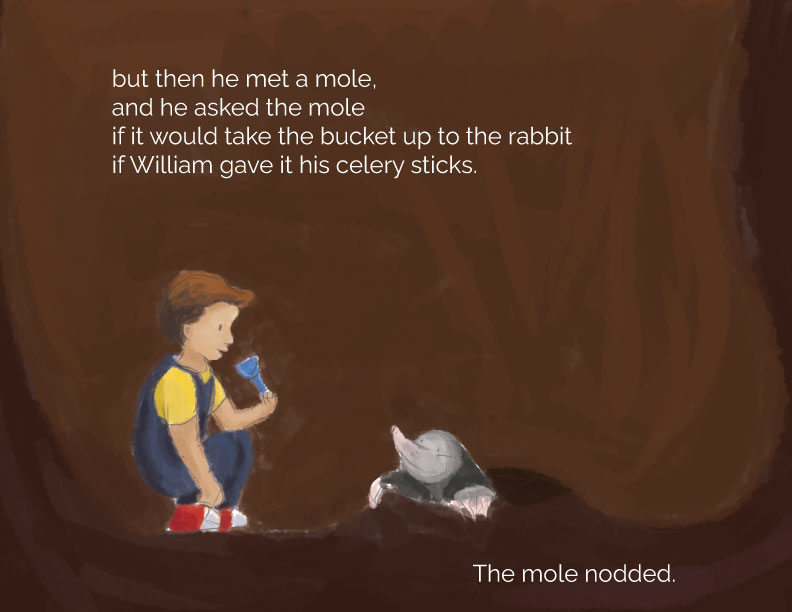 but then he met a mole,
and he asked the mole
if it would take the bucket up to the rabbit
if William gave it his celery sticks.
The mole nodded.